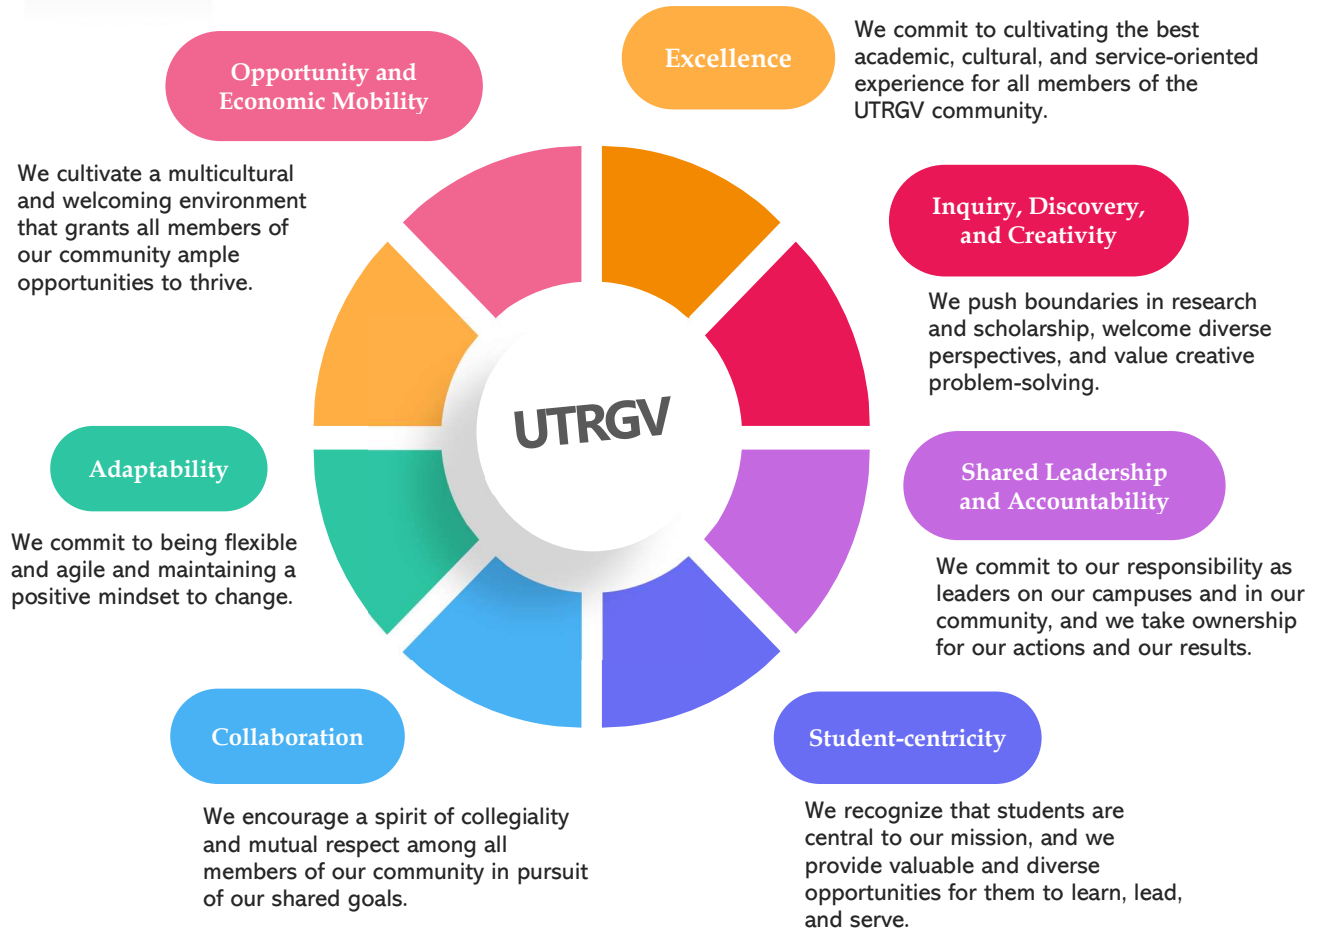 Opportunity and
Economic Mobility
We cultivate a multicultural
and welcoming environment
that grants all members of
our community ample
opportunities to thrive.
Excellence
We commit to cultivating the best
academic, cultural, and service-oriented
experience for all members of the
UTRGV community.
Inquiry, Discovery,
and Creativity
We push boundaries in research
and scholarship, welcome diverse
perspectives, and value creative
problem-solving.
UTRGV
Adaptability
We commit to being flexible
and agile and maintaining a
positive mindset to change.
Shared Leadership
and Accountability
We commit to our responsibility as
leaders on our campuses and in our
community, and we take ownership
for our actions and our results.
Collaboration
We encourage a spirit of collegiality
and mutual respect among all
members of our community in pursuit
of our shared goals.
Student-centricity
We recognize that students are
central to our mission, and we
provide valuable and diverse
opportunities for them to learn, lead,
and serve.